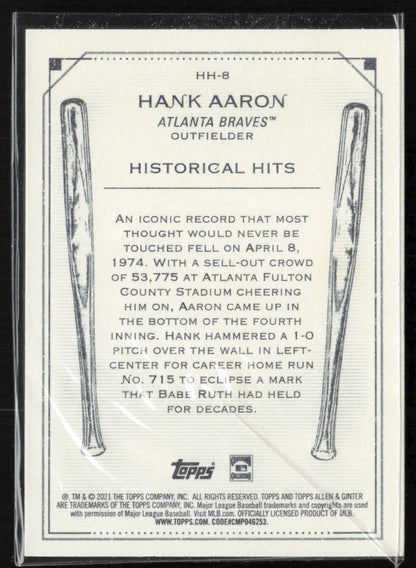 HH-8
HANK AARON
ATLANTA BRAVES™
OUTFIELDER
HISTORICAL HITS
AN ICONIC RECORD THAT MOST
THOUGHT WOULD NEVER BE
TOUCHED FELL ON APRIL 8,
1974. WITH A SELL-OUT CROWD
OF 53,775 AT ATLANTA FULTON
COUNTY STADIUM CHEERING
HIM ON, AARON CAME UP IN
THE BOTTOM OF THE FOURTH
INNING. HANK HAMMERED A 1-0
PITCH OVER THE WALL IN LEFT-
CENTER FOR CAREER HOME RUN
NO. 715 TO ECLIPSE A MARK
THAT BABE RUTH HAD HELD
FOR DECADES.
Topps
®, TM & © 2021 THE TOPPS COMPANY, INC. ALL RIGHTS RESERVED. TOPPS AND TOPPS ALLEN & GINTER
ARE TRADEMARKS OF THE TOPPS COMPANY, INC. Major League Baseball trademarks and copyrights are used
with permission of Major League Baseball. Visit MLB.com. OFFICIALLY LICENSED PRODUCT OF MLB.
WWW.TOPPS.COM. CODE#CMP046253.